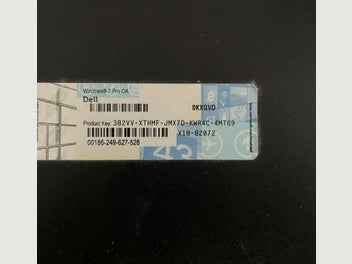 Windows® 7 Pro OA
Dell
0KXGVD
Product Key: 382VV-XTHMF-JMX7D-KWR4C-4MT69
X18-82072
00186-249-627-528